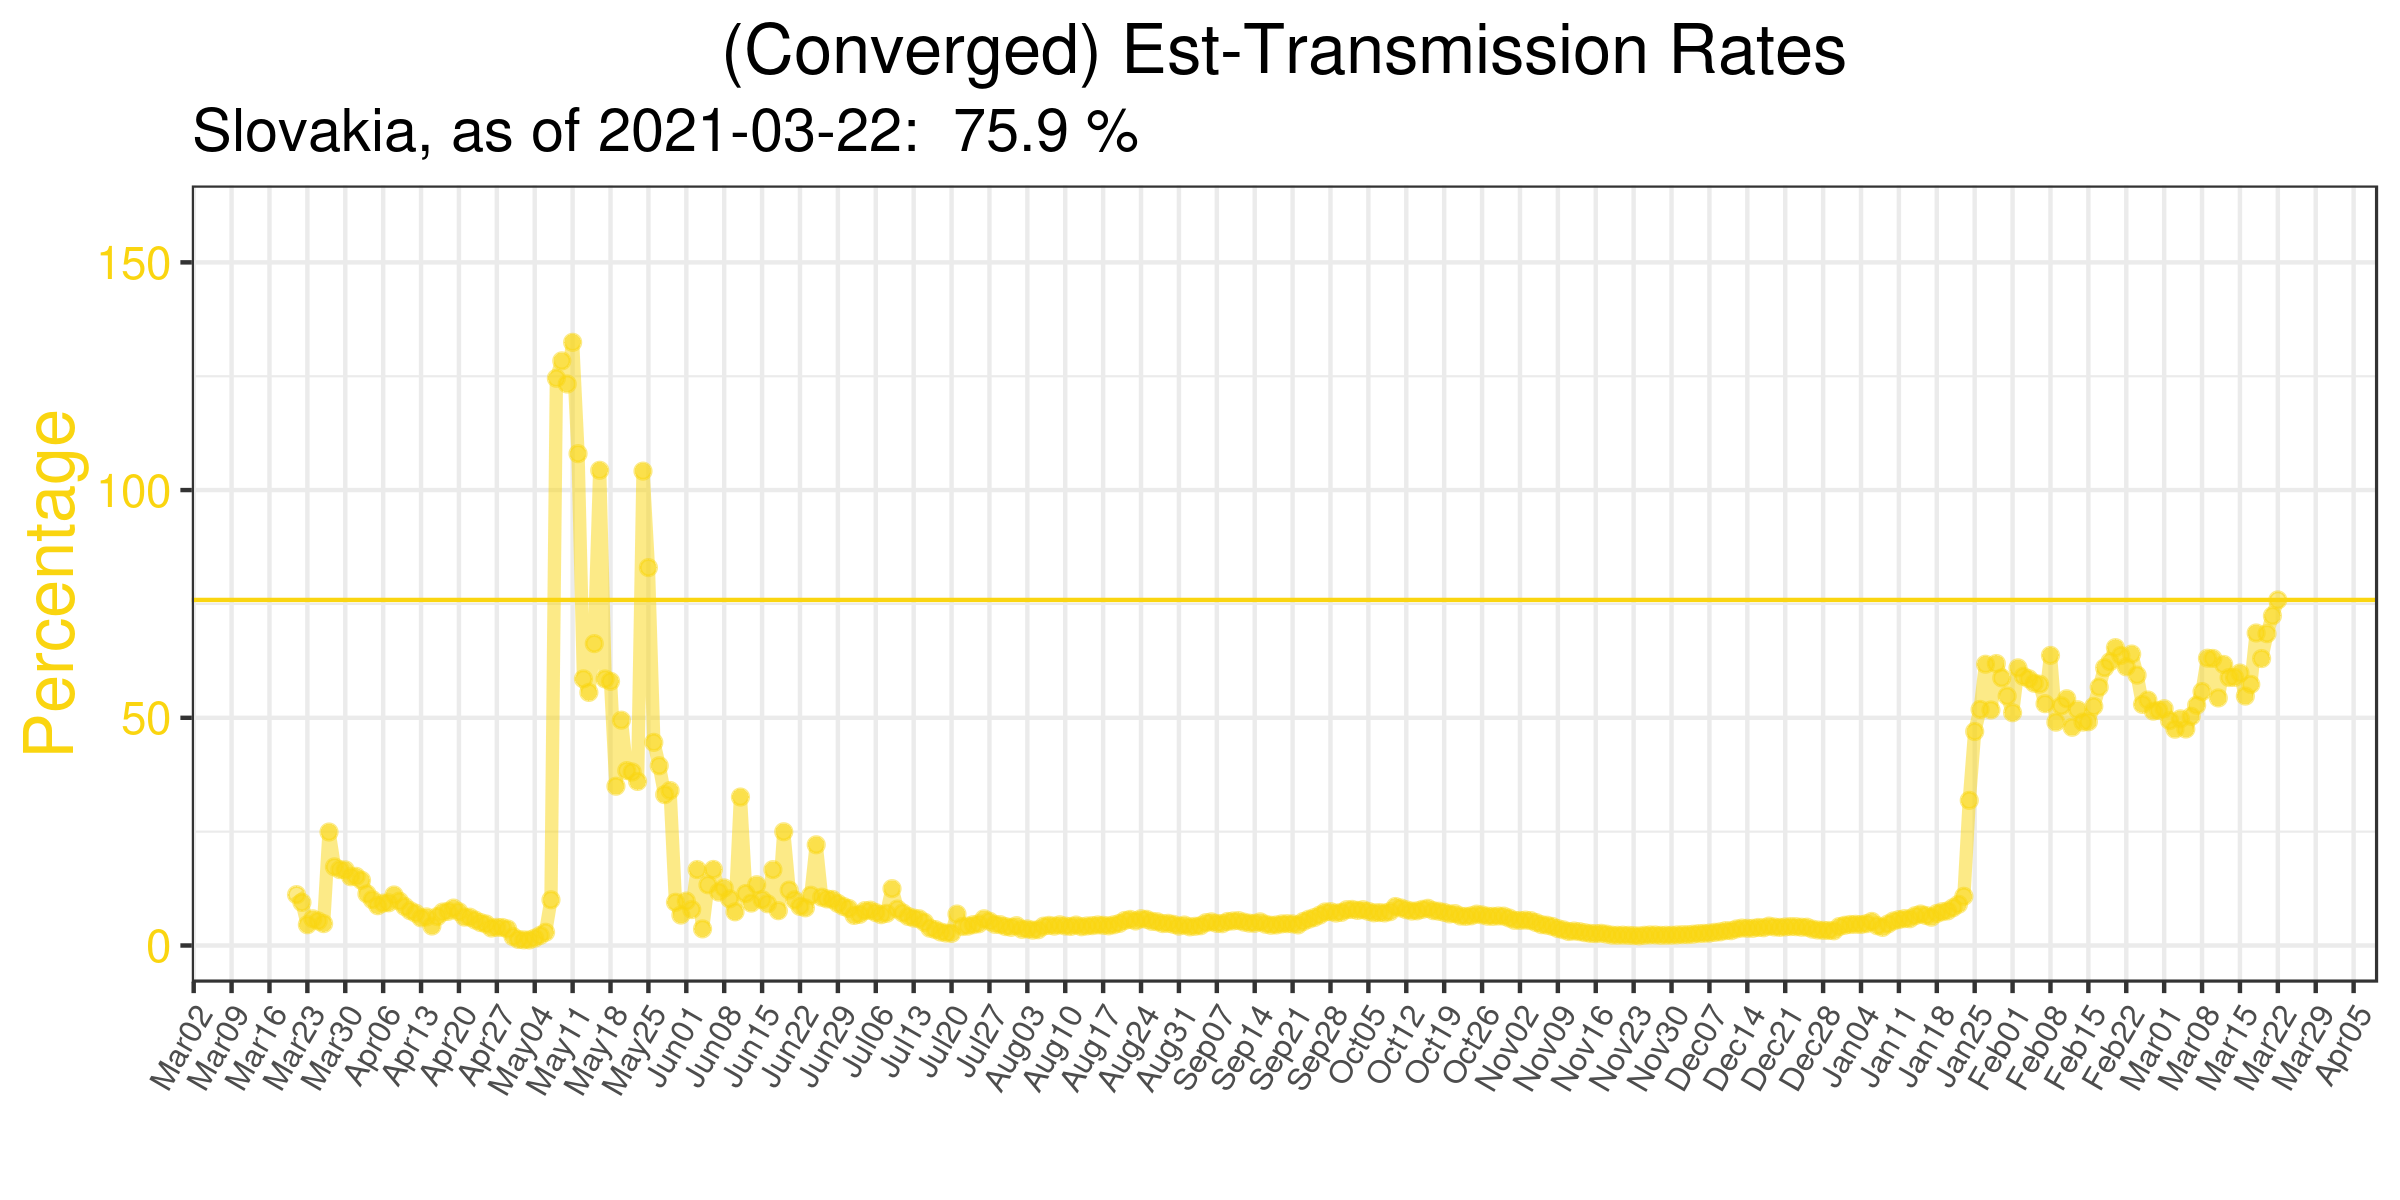 (Converged) Est-Transmission Rates
Slovakia, as of 2021-03-22:  75.9 %
Percentage
150
100
50
0
Mar02
Mar09
Mar16
Mar23
Mar30
Apr06
Apr13
Apr20
Apr27
May04
May11
May18
May25
Jun01
Jun08
Jun15
Jun22
Jun29
Jul06
Jul13
Jul20
Jul27
Aug03
Aug10
Aug17
Aug24
Aug31
Sep07
Sep14
Sep21
Sep28
Oct05
Oct12
Oct19
Oct26
Nov02
Nov09
Nov16
Nov23
Nov30
Dec07
Dec14
Dec21
Dec28
Jan04
Jan11
Jan18
Jan25
Feb01
Feb08
Feb15
Feb22
Mar01
Mar08
Mar15
Mar22
Mar29
Apr05